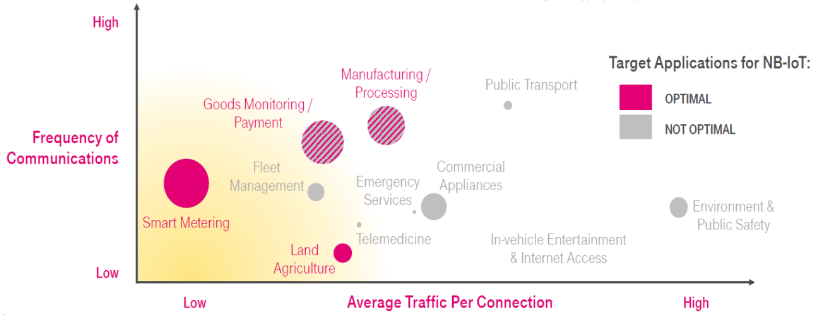 High
Frequency of
Communications
Low
Low
Average Traffic Per Connection
High
Target Applications for NB-IoT:
OPTIMAL
NOT OPTIMAL
Manufacturing /
Processing
Goods Monitoring /
Payment
Public Transport
Fleet
Management
Emergency
Services
Commercial
Appliances
Smart Metering
Telemedicine
Land
Agriculture
In-vehicle Entertainment
& Internet Access
Environment &
Public Safety